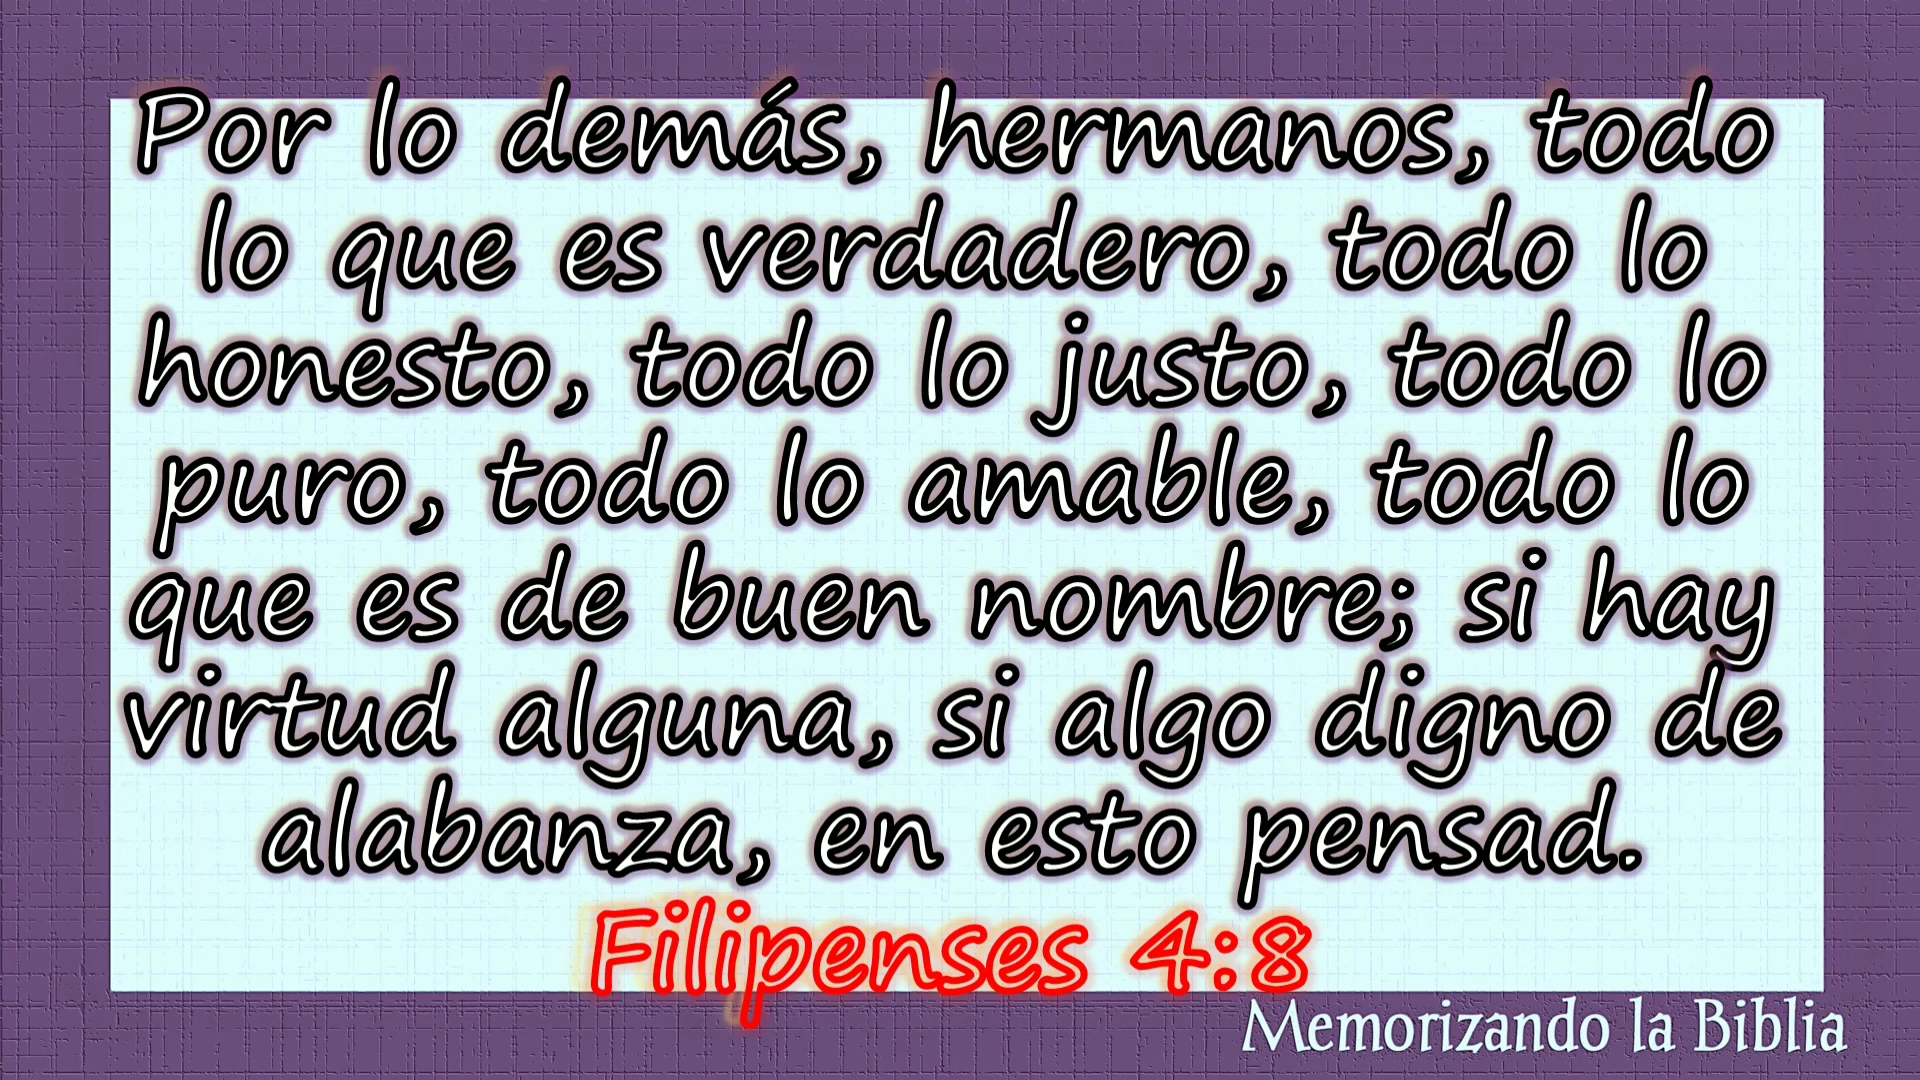 Por lo demás, hermanos, todo
lo que es verdadero, todo lo
honesto, todo lo justo, todo lo
puro, todo lo amable, todo lo
que es de buen nombre; si hay
virtud alguna, si algo digno de
alabanza, en esto pensad.
Filipenses 4:8
Memorizando la Biblia